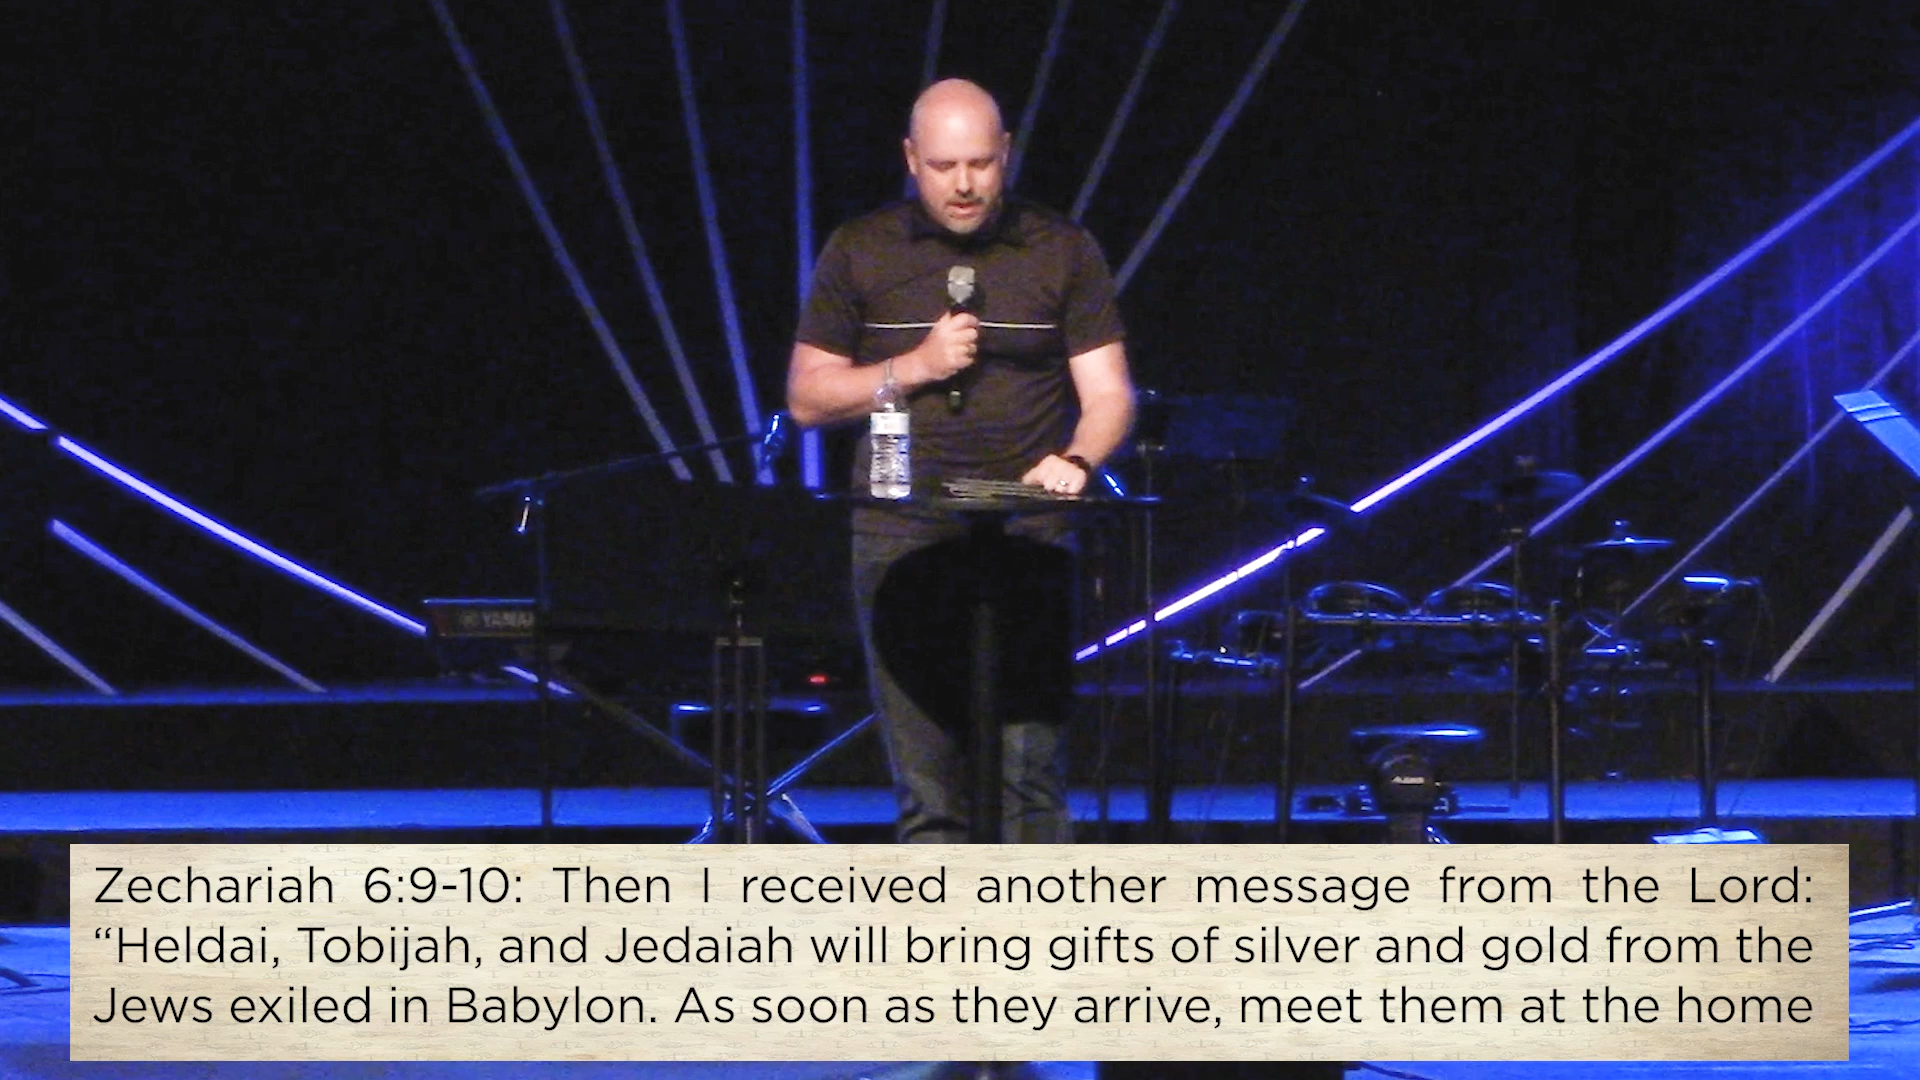 YAMAHA
ALESIS
Zechariah 6:9-10: Then I received another message from the Lord:
“Heldai, Tobijah, and Jedaiah will bring gifts of silver and gold from the
Jews exiled in Babylon. As soon as they arrive, meet them at the home